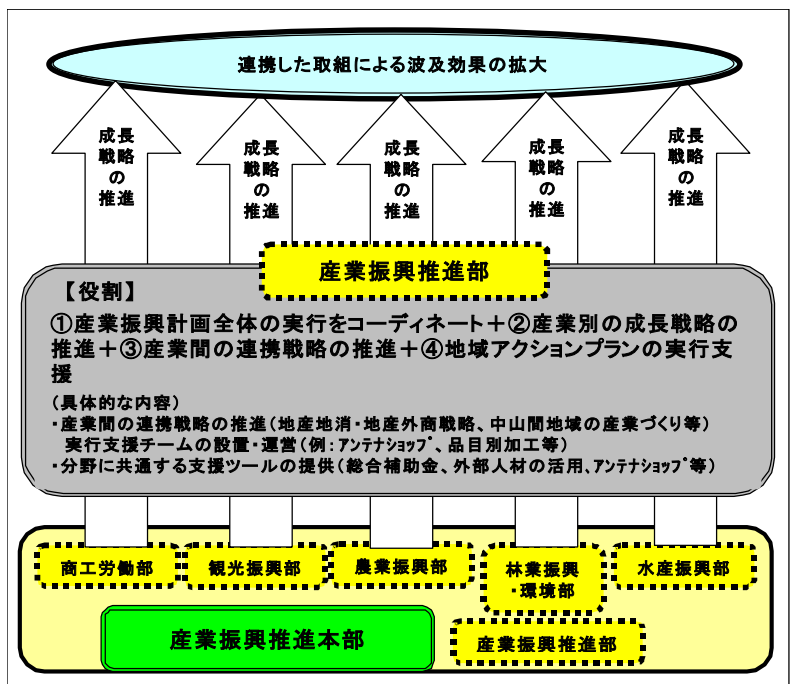 連携した取組による波及効果の拡大
成長
戦略
の
推進
成長
戦略
の
推進
成長
戦略
の
推進
成長
戦略
の
推進
成長
戦略
の
推進
産業振興推進部
【役割】
①産業振興計画全体の実行をコーディネート＋②産業別の成長戦略の
推進＋③産業間の連携戦略の推進＋④地域アクションプランの実行支
援
（具体的な内容）
・産業間の連携戦略の推進（地産地消・地産外商戦略、中山間地域の産業づくり等）
実行支援チームの設置・運営（例：ｱﾝﾃﾅｼｮｯﾌﾟ、品目別加工等）
・分野に共通する支援ツールの提供（総合補助金、外部人材の活用、ｱﾝﾃﾅｼｮｯﾌﾟ等）
商工労働部
観光振興部
農業振興部
林業振興
・環境部
水産振興部
産業振興推進本部
産業振興推進部